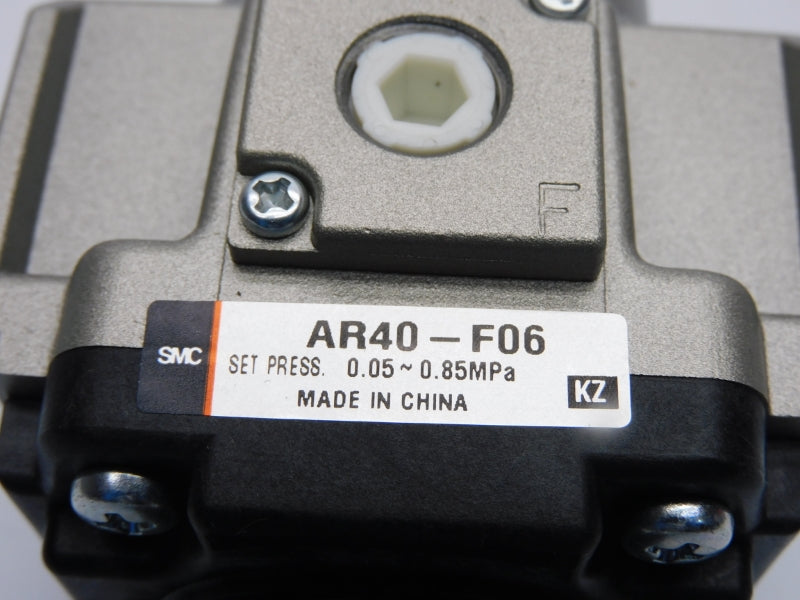 F
SMC
AR40-F06
SET PRESS. 0.05~0.85MPa
MADE IN CHINA
KZ